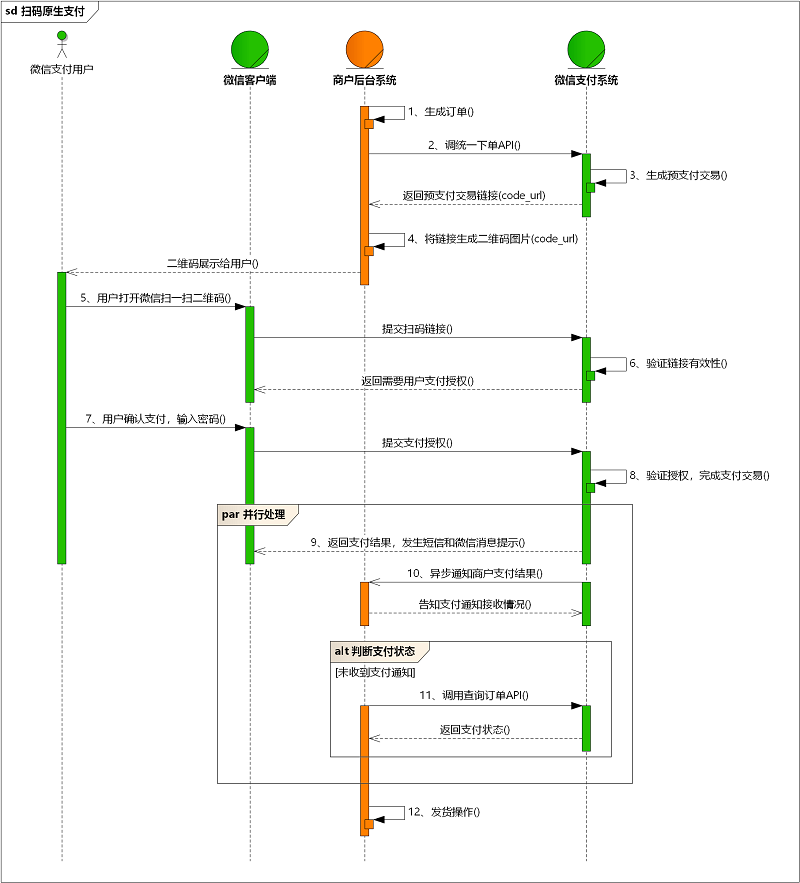 sd 扫码原生支付
微信支付用户
微信客户端
商户后台系统
微信支付系统
1、生成订单()
2、调统一下单API()
3、生成预支付交易()
返回预支付交易链接(code_url)
4、将链接生成二维码图片(code_url)
二维码展示给用户()
5、用户打开微信扫一扫二维码()
提交扫码链接()
6、验证链接有效性()
返回需要用户支付授权()
7、用户确认支付，输入密码()
提交支付授权()
8、验证授权，完成支付交易()
par 并行处理
9、返回支付结果，发生短信和微信消息提示()
10、异步通知商户支付结果()
告知支付通知接收情况()
alt 判断支付状态
[未收到支付通知]
11、调用查询订单API()
返回支付状态()
12、发货操作()